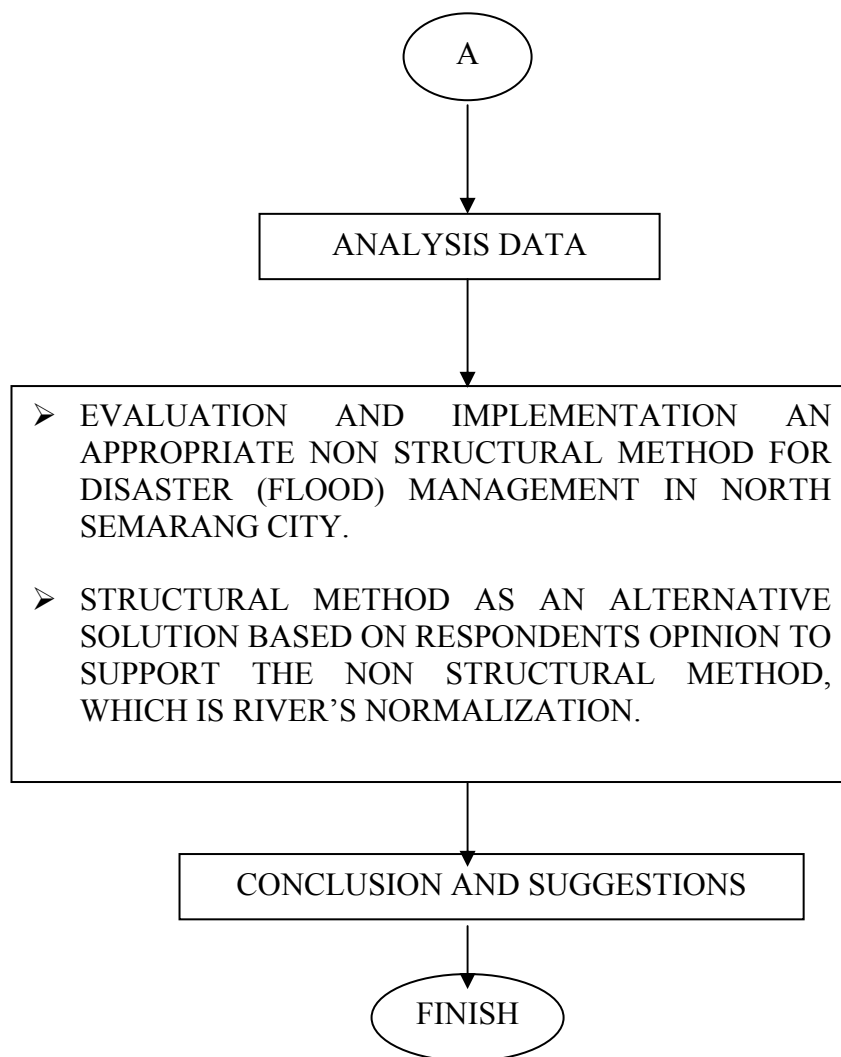 A
ANALYSIS DATA
➢ EVALUATION AND IMPLEMENTATION AN
APPROPRIATE NON STRUCTURAL METHOD FOR
DISASTER (FLOOD) MANAGEMENT IN NORTH
SEMARANG CITY.
➢ STRUCTURAL METHOD AS AN ALTERNATIVE
SOLUTION BASED ON RESPONDENTS OPINION TO
SUPPORT THE NON STRUCTURAL METHOD,
WHICH IS RIVER’S NORMALIZATION.
CONCLUSION AND SUGGESTIONS
FINISH